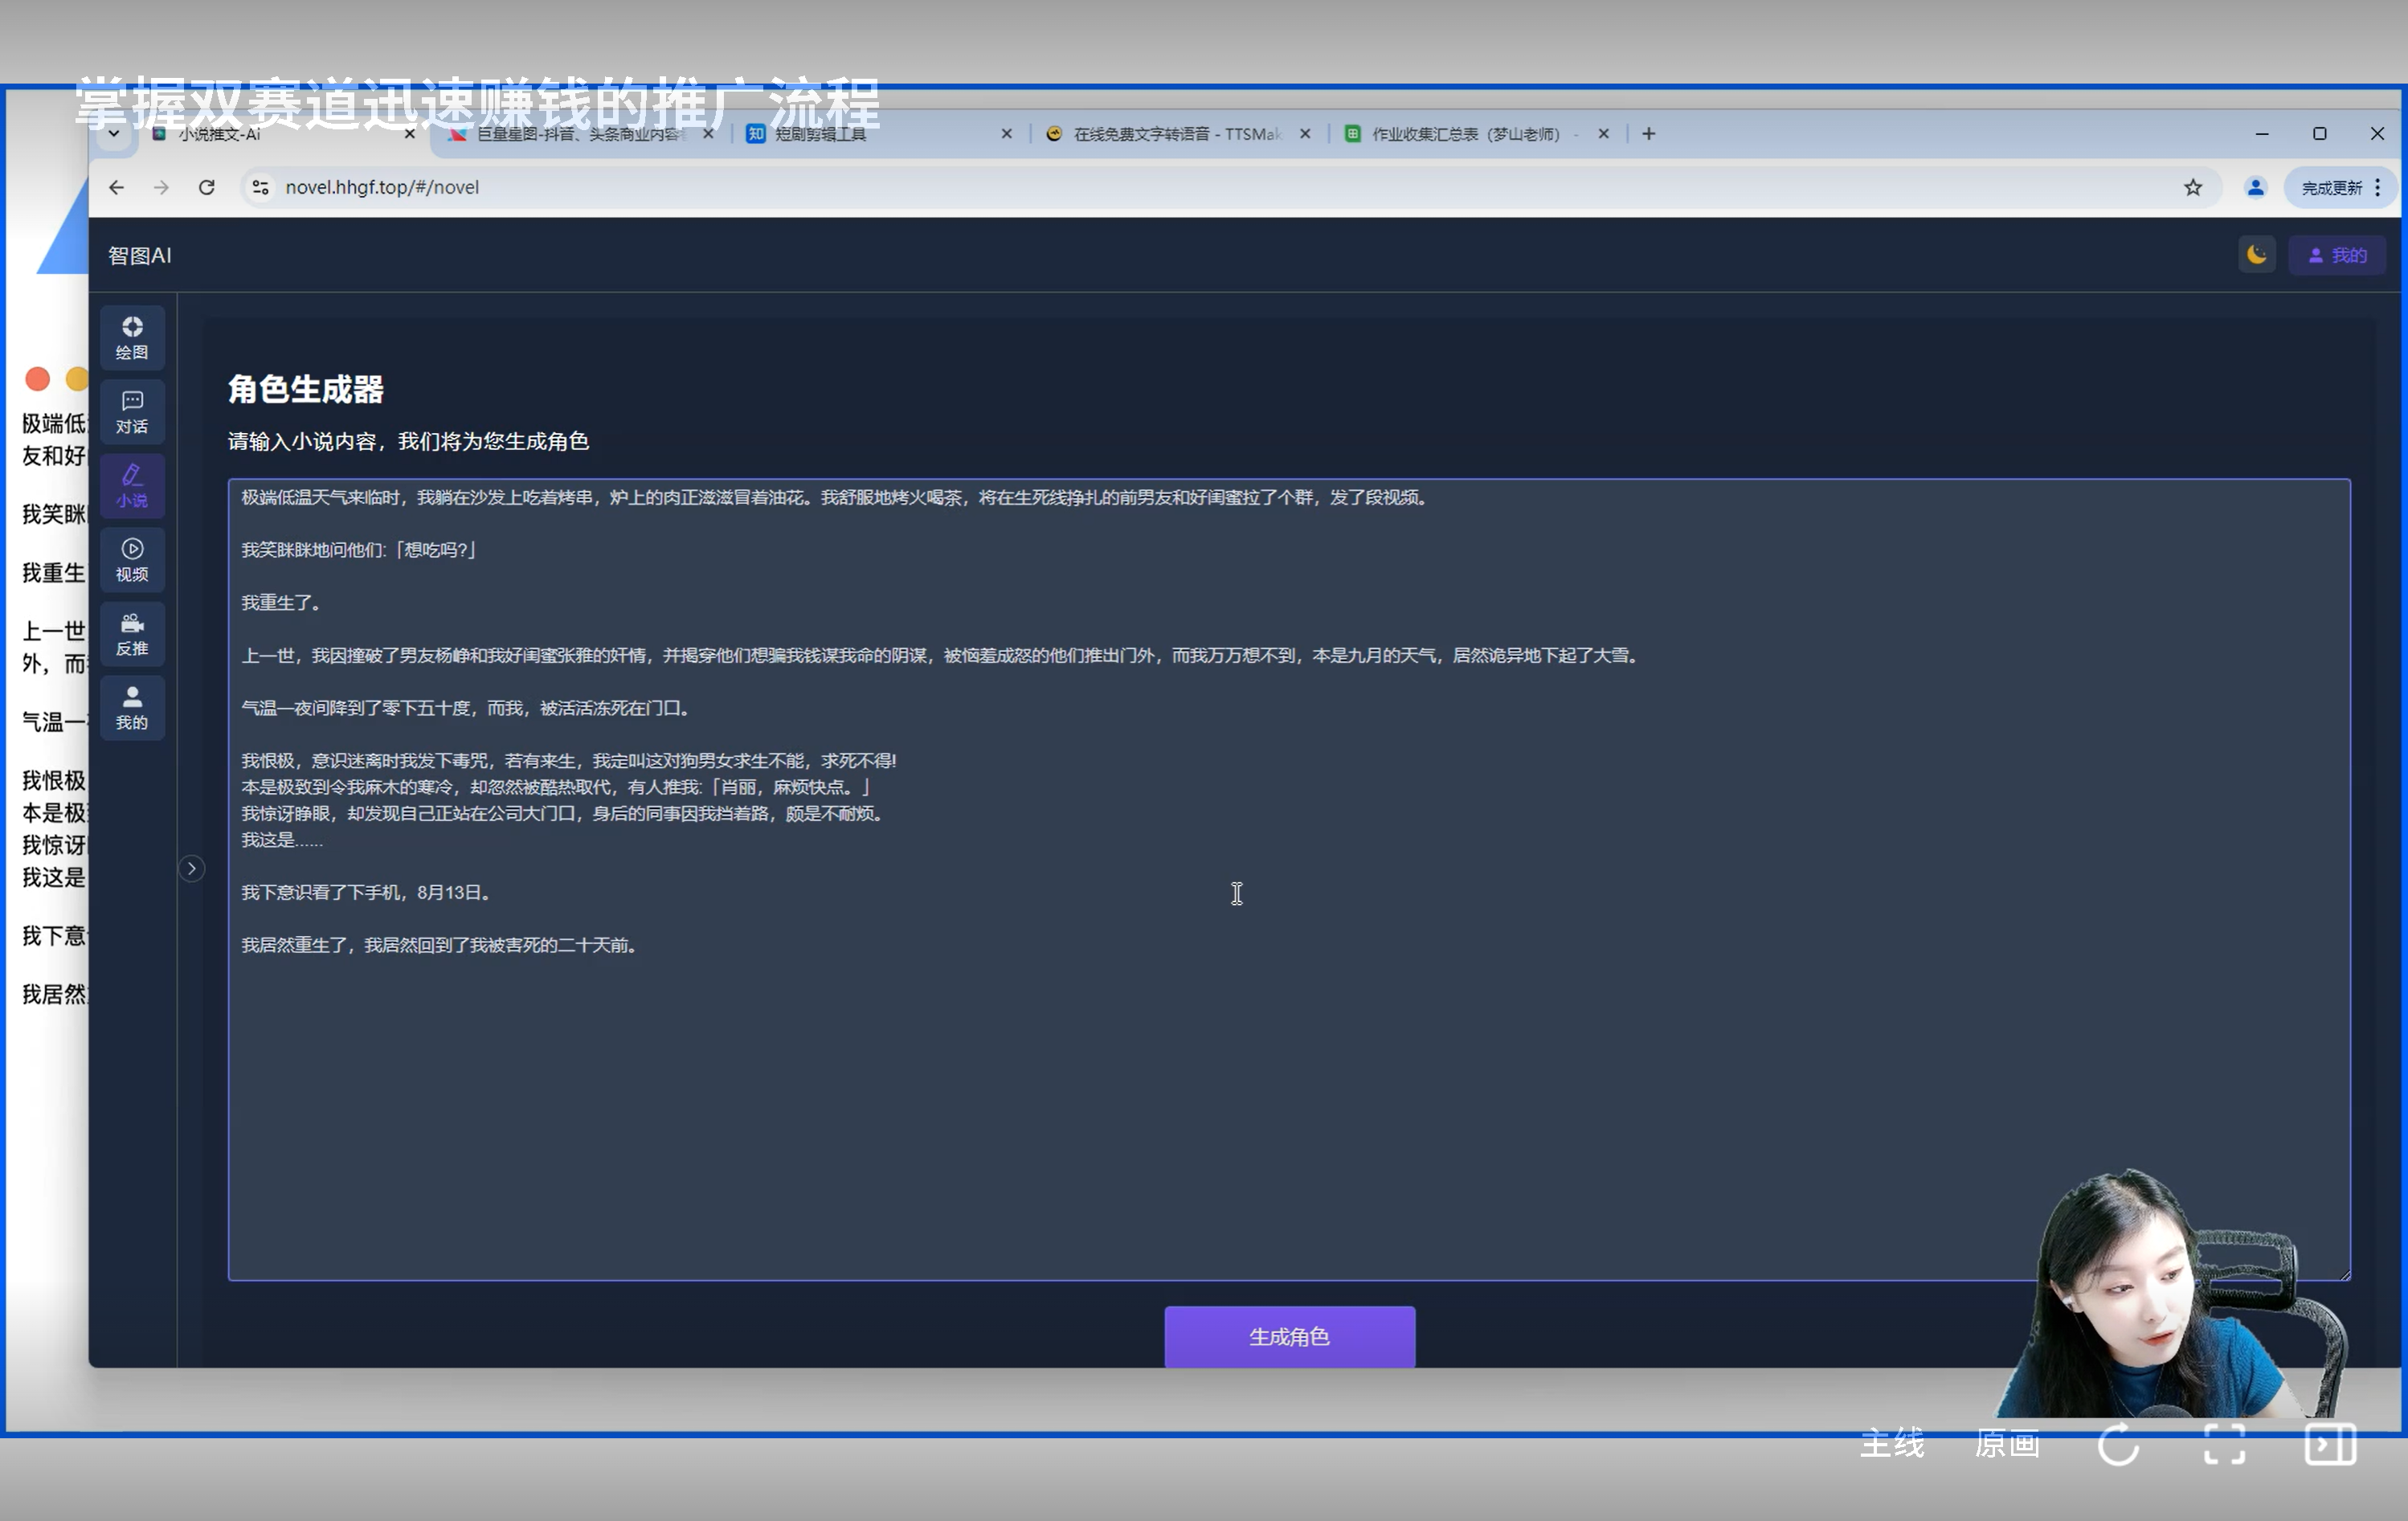 掌握双赛道迅速赚钱的推广流程
小说推文-Ai
巨量星图-抖音、头条商业内容
短剧剪辑工具
在线免费文字转语音 - TTSMak
作业收集汇总表（梦山老师） -
novel.hhgf.top/#/novel
完成更新
智图AI
我的
绘图
对话
小说
视频
反推
我的
角色生成器
请输入小说内容，我们将为您生成角色
极端低温天气来临时，我躺在沙发上吃着烤串，炉上的肉正滋滋冒着油花。我舒服地烤火喝茶，将在生死线挣扎的前男友和好闺蜜拉了个群，发了段视频。
我笑眯眯地问他们:「想吃吗?」
我重生了。
上一世，我因撞破了男友杨峥和我好闺蜜张雅的奸情，并揭穿他们想骗我钱谋我命的阴谋，被恼羞成怒的他们推出门外，而我万万想不到，本是九月的天气，居然诡异地下起了大雪。
气温一夜间降到了零下五十度，而我，被活活冻死在门口。
我恨极，意识迷离时我发下毒咒，若有来生，我定叫这对狗男女求生不能，求死不得!
本是极致到令我麻木的寒冷，却忽然被酷热取代，有人推我:「肖丽，麻烦快点。」
我惊讶睁眼，却发现自己正站在公司大门口，身后的同事因我挡着路，颇是不耐烦。
我这是......
我下意识看了下手机，8月13日。
我居然重生了，我居然回到了我被害死的二十天前。
生成角色
极端低
友和好
我笑眯
我重生
上一世
外，而
气温一
我恨极
本是极
我惊讶
我这是
我下意
我居然
主线
原画